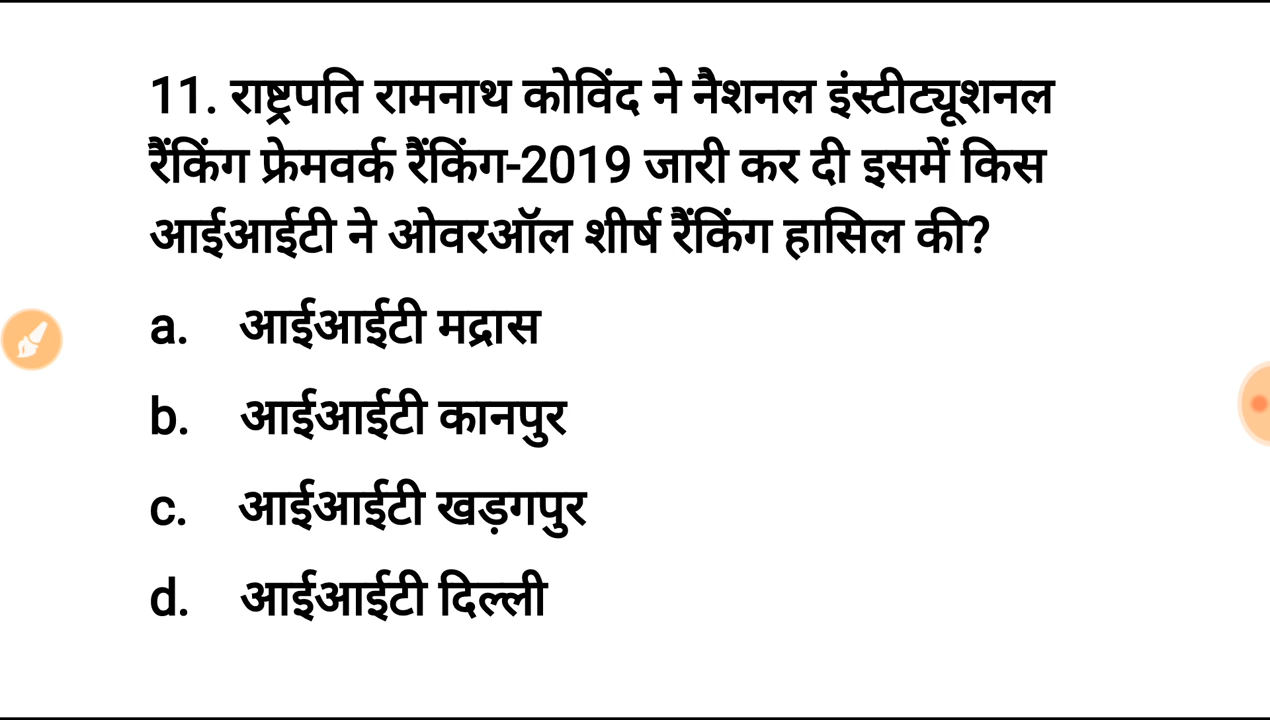 11. राष्ट्रपति रामनाथ कोविंद ने नैशनल इंस्टीट्यूशनल
रैंकिंग फ्रेमवर्क रैंकिंग-2019 जारी कर दी इसमें किस
आईआईटी ने ओवरऑल शीर्ष रैंकिंग हासिल की?
a. आईआईटी मद्रास
b. आईआईटी कानपुर
c. आईआईटी खड़गपुर
d. आईआईटी दिल्ली